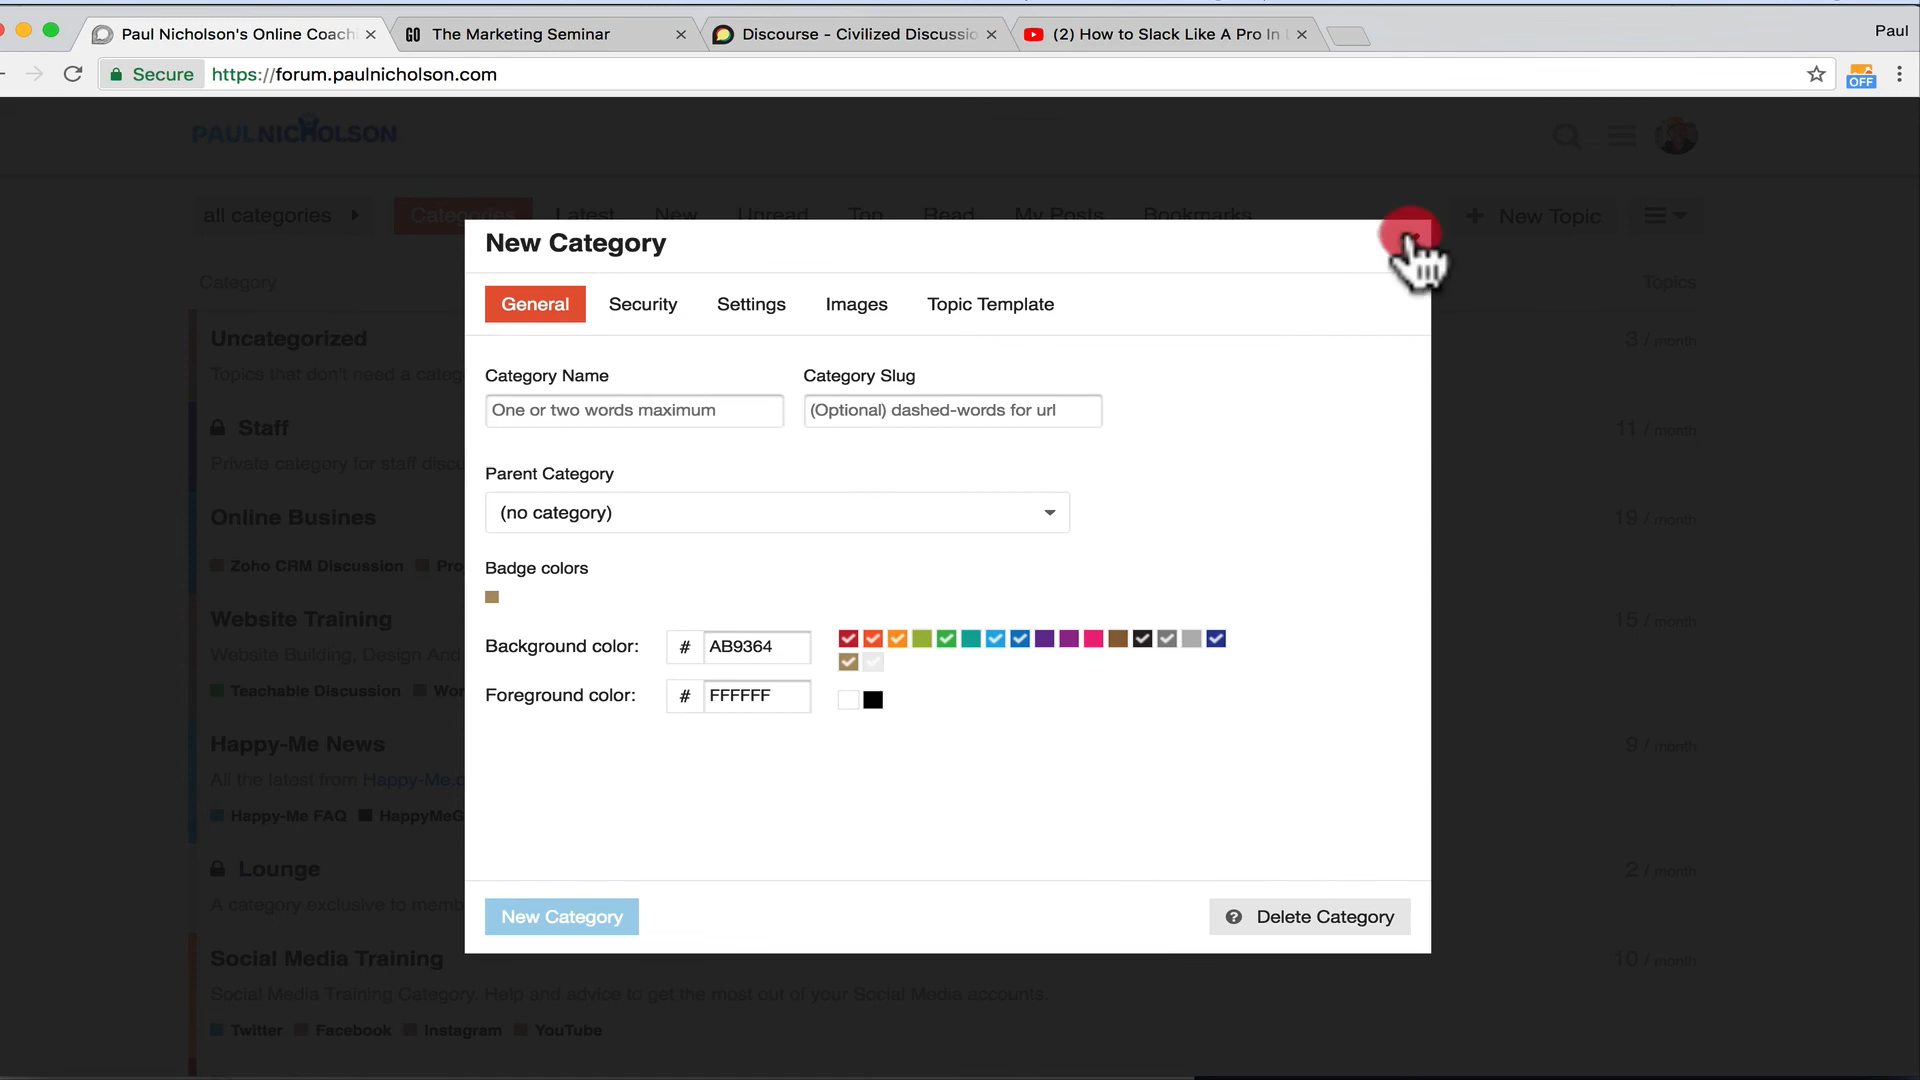 Paul Nicholson's Online Coachi
The Marketing Seminar
Discourse - Civilized Discussio
(2) How to Slack Like A Pro In
Paul
Secure https://forum.paulnicholson.com
OFF
PAULNICHOLSON
all categories Categories Latest New Unread Top Read My Posts Bookmarks + New Topic
Category Topics
New Category
General Security Settings Images Topic Template
Uncategorized 3 / month
Topics that don't need a categ
Category Name Category Slug
One or two words maximum (Optional) dashed-words for url
Staff 11 / month
Private category for staff discu
Parent Category
(no category)
Online Busines 19 / month
Zoho CRM Discussion Pro
Badge colors
Website Training 15 / month
Website Building, Design And
Background color: # AB9364
Teachable Discussion Wor
Foreground color: # FFFFFF
Happy-Me News 9 / month
All the latest from Happy-Me.c
Happy-Me FAQ HappyMeG
Lounge 2 / month
A category exclusive to memb
New Category Delete Category
Social Media Training 10 / month
Social Media Training Category. Help and advice to get the most out of your Social Media accounts.
Twitter Facebook Instagram YouTube